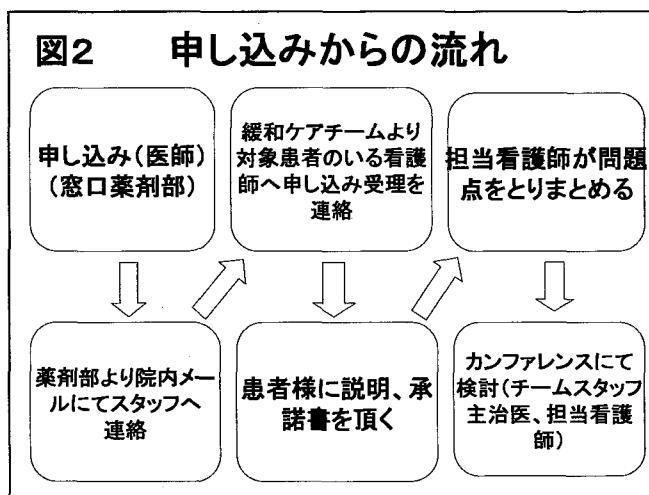 図2　申し込みからの流れ
申し込み(医師)
(窓口薬剤部)
薬剤部より院内メー
ルにてスタッフへ
連絡
緩和ケアチームより
対象患者のいる看護
師へ申し込み受理を
連絡
患者様に説明、承
諾書を頂く
担当看護師が問題
点をとりまとめる
カンファレンスにて
検討(チームスタッフ
主治医、担当看護
師)